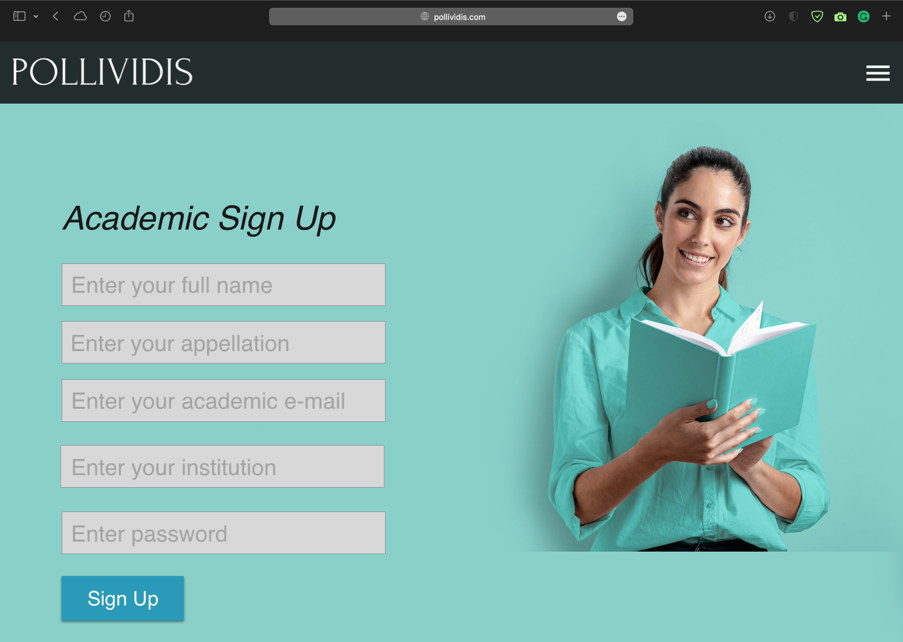 pollividis.com
POLLIVIDIS
Academic Sign Up
Enter your full name
Enter your appellation
Enter your academic e-mail
Enter your institution
Enter password
Sign Up